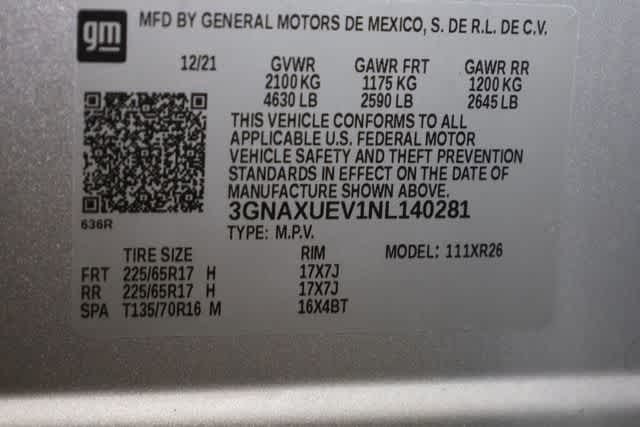 gm
MFD BY GENERAL MOTORS DE MEXICO, S. DE R.L. DE C.V.
12/21 GVWR GAWR FRT GAWR RR
2100 KG 1175 KG 1200 KG
4630 LB 2590 LB 2645 LB
THIS VEHICLE CONFORMS TO ALL
APPLICABLE U.S. FEDERAL MOTOR
VEHICLE SAFETY AND THEFT PREVENTION
STANDARDS IN EFFECT ON THE DATE OF
MANUFACTURE SHOWN ABOVE.
3GNAXUEV1NL140281
636R
TYPE: M.P.V.
TIRE SIZE RIM MODEL: 111XR26
FRT 225/65R17 H 17X7J
RR 225/65R17 H 17X7J
SPA T135/70R16 M 16X4BT